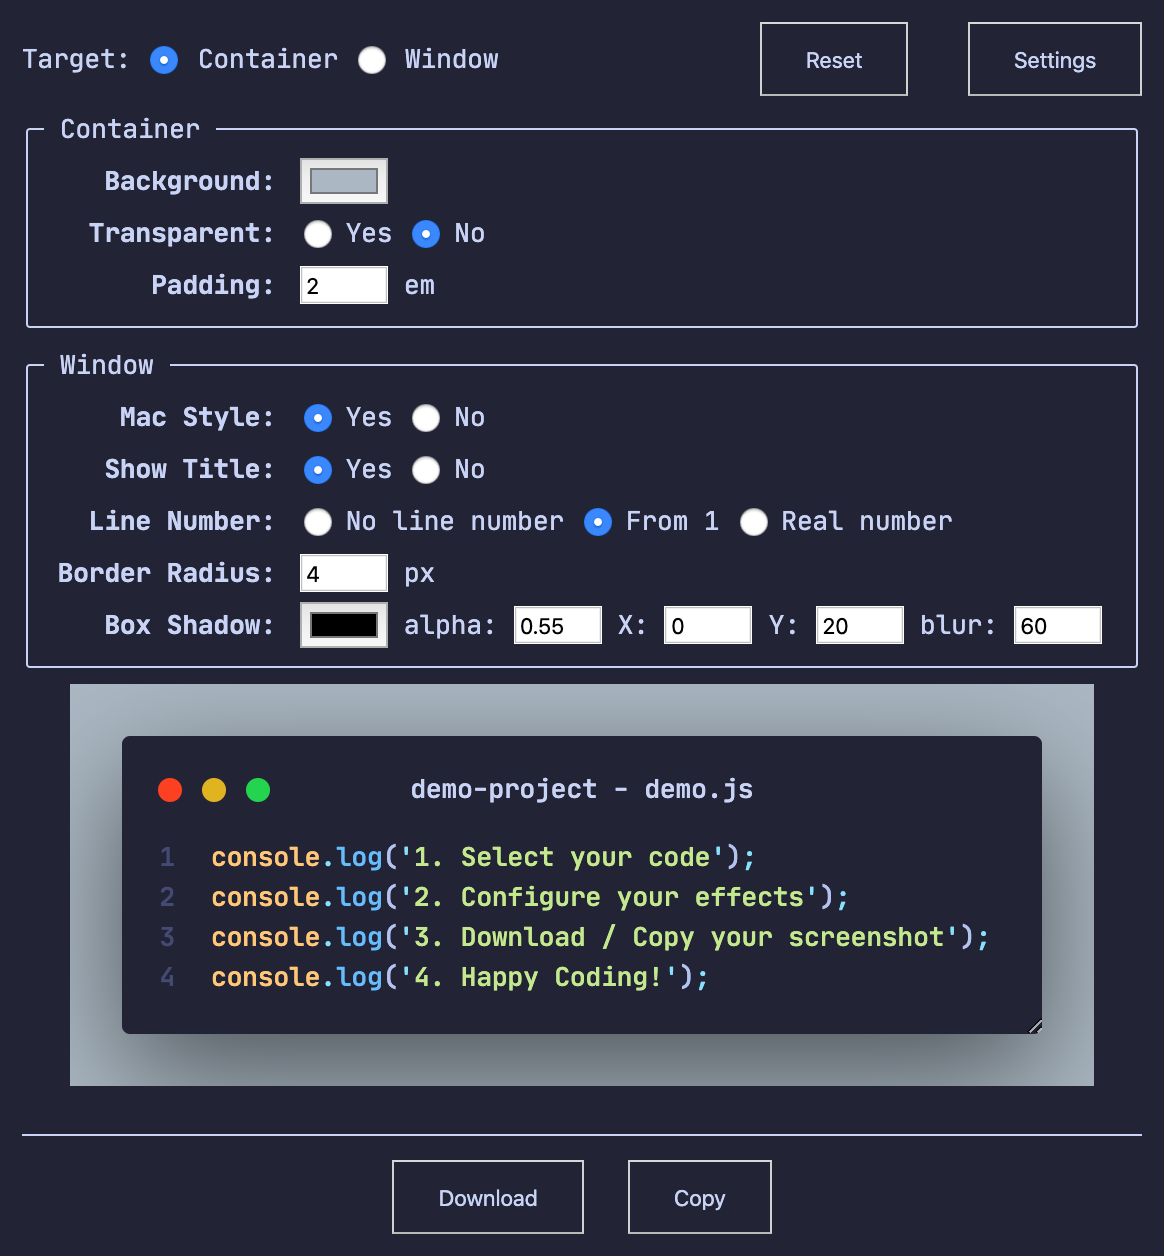 Target: Container Window Reset Settings
Container
Background:
Transparent: Yes No
Padding: 2 em
Window
Mac Style: Yes No
Show Title: Yes No
Line Number: No line number From 1 Real number
Border Radius: 4 px
Box Shadow: alpha: 0.55 X: 0 Y: 20 blur: 60
demo-project - demo.js
1 console.log('1. Select your code');
2 console.log('2. Configure your effects');
3 console.log('3. Download / Copy your screenshot');
4 console.log('4. Happy Coding!');
Download Copy